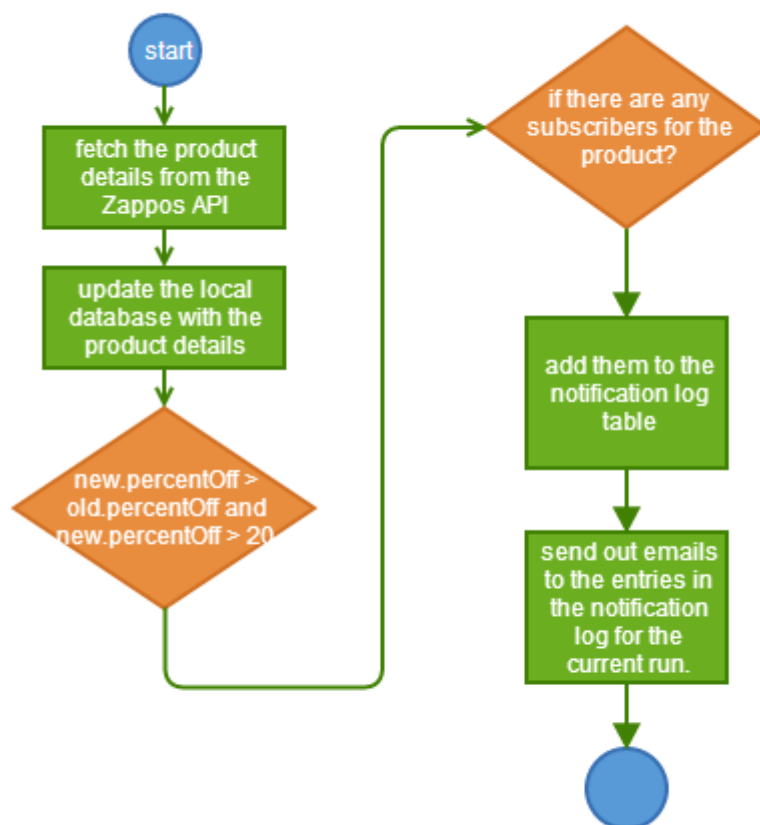 start
fetch the product
details from the
Zappos API
update the local
database with the
product details
new.percentOff >
old.percentOff and
new.percentOff > 20
if there are any
subscribers for the
product?
add them to the
notification log
table
send out emails
to the entries in
the notification
log for the
current run.